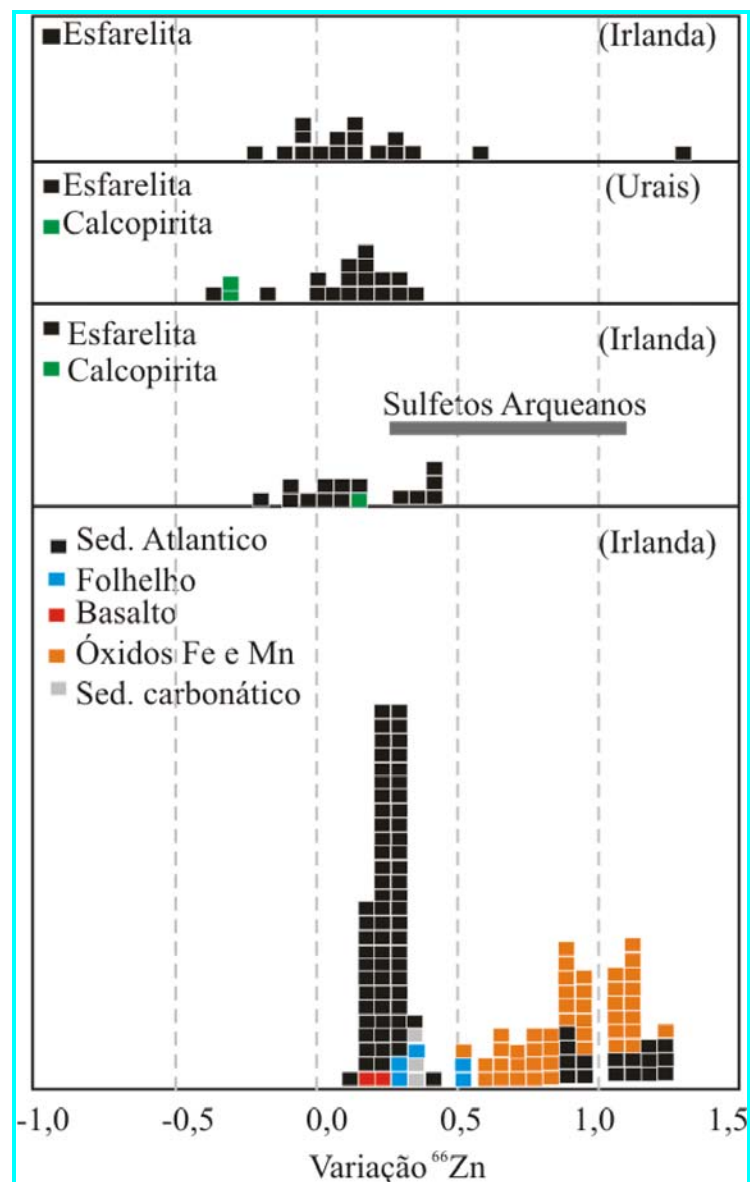 Esfarelita (Irlanda)
Esfarelita (Urais)
Calcopirita
Esfarelita (Irlanda)
Calcopirita
Sulfetos Arqueanos
Sed. Atlantico (Irlanda)
Folhelho
Basalto
Óxidos Fe e Mn
Sed. carbonático
-1,0 -0,5 0,0 0,5 1,0 1,5
Variação ⁶⁶Zn